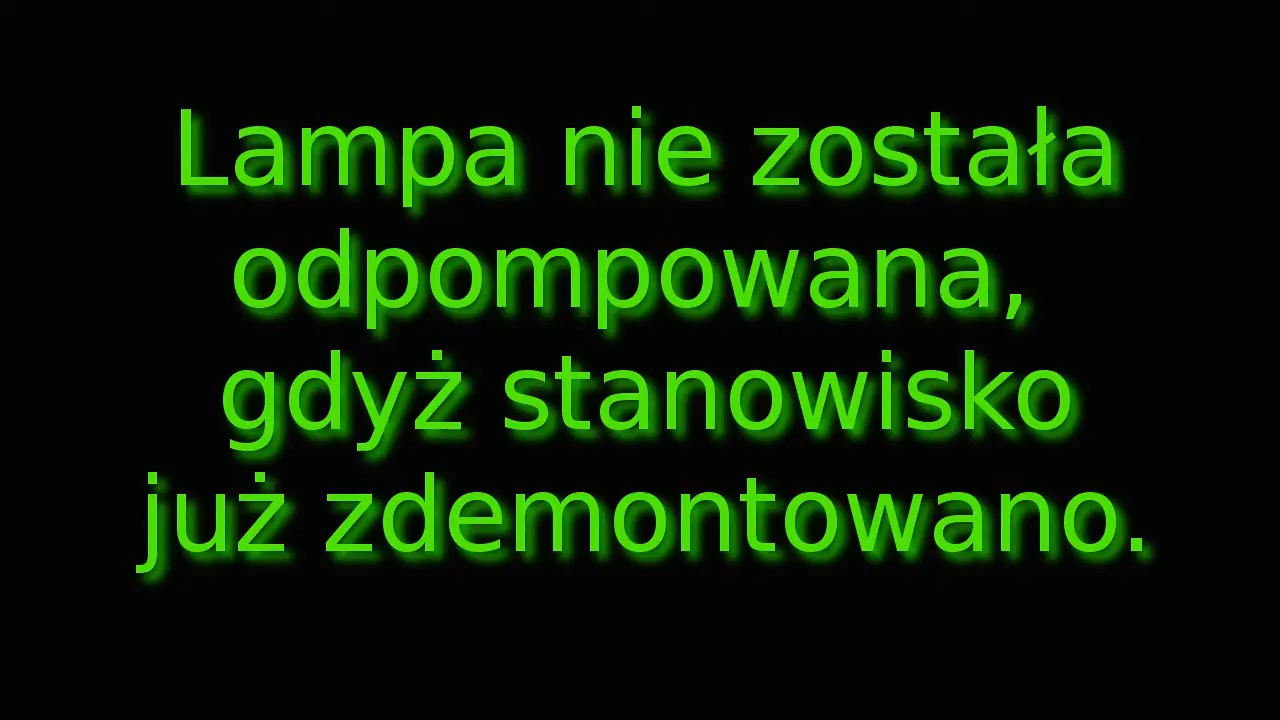 Lampa nie została
odpompowana,
gdyż stanowisko
już zdemontowano.